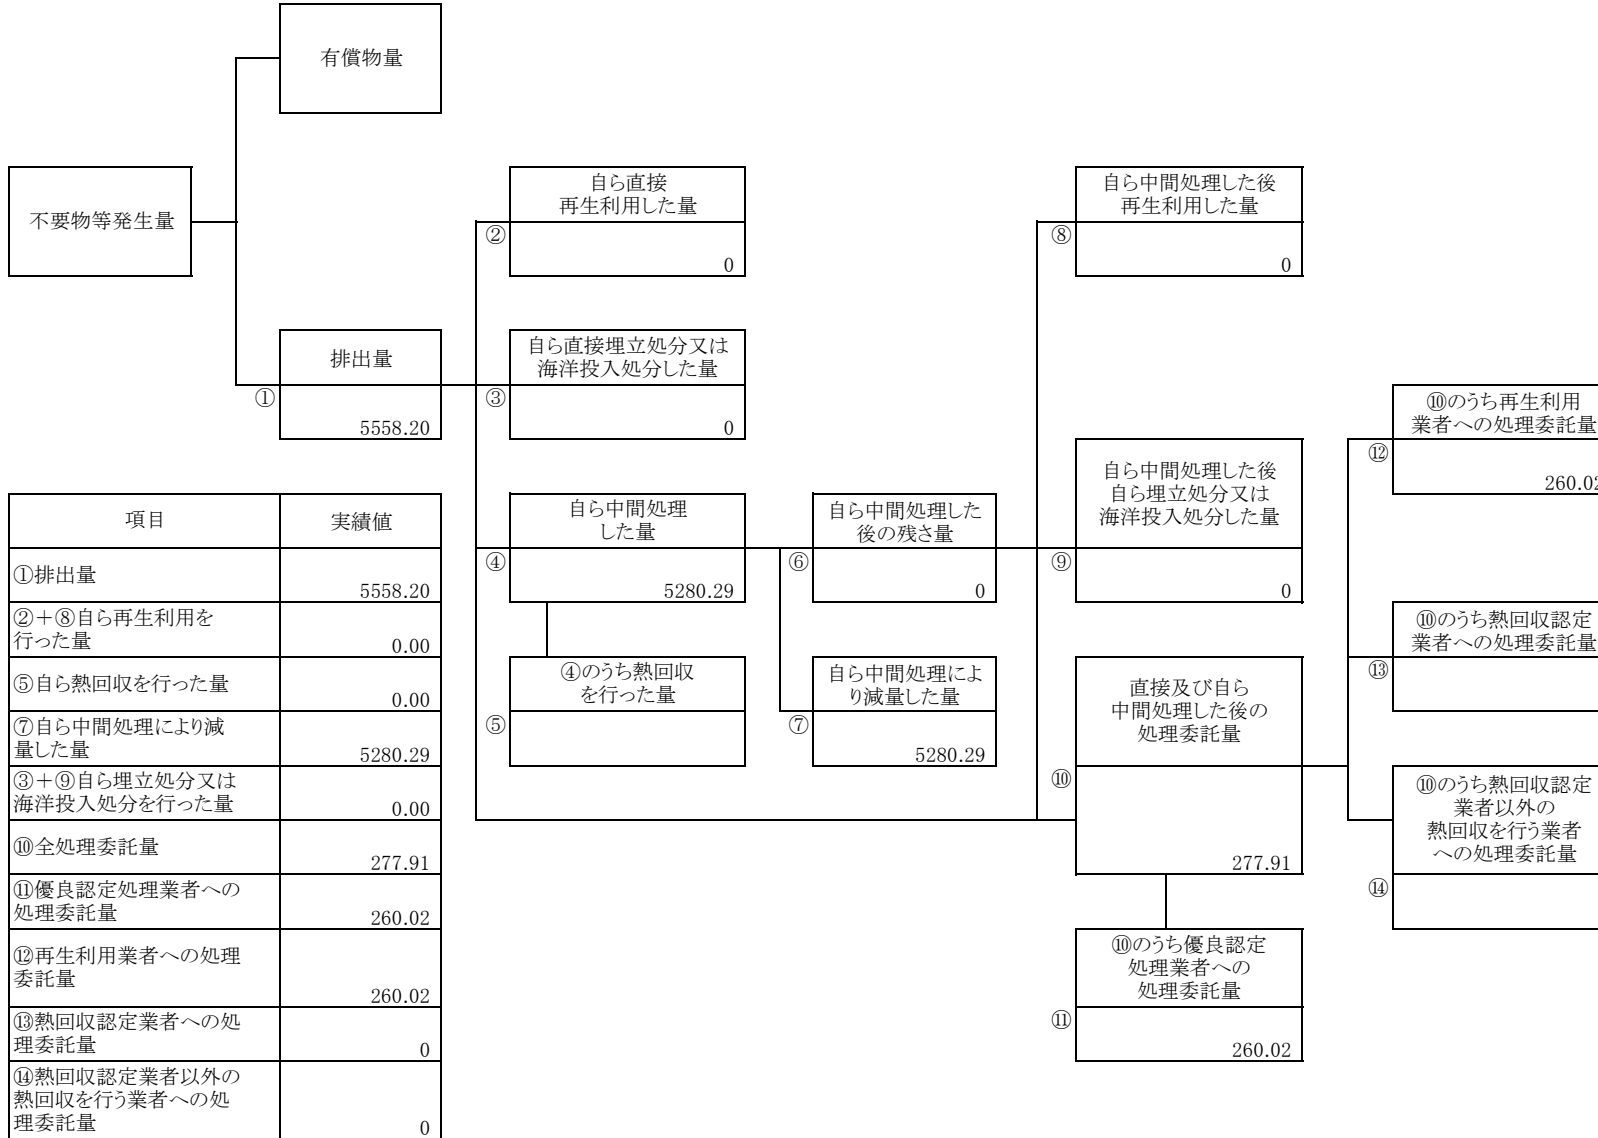 有償物量
不要物等発生量
自ら直接
再生利用した量
②
0
自ら中間処理した後
再生利用した量
⑧
0
排出量
①
5558.20
自ら直接埋立処分又は
海洋投入処分した量
③
0
自ら中間処理
した量
④
5280.29
自ら中間処理した
後の残さ量
⑥
0
自ら中間処理した後
自ら埋立処分又は
海洋投入処分した量
⑨
0
⑩のうち再生利用
業者への処理委託量
⑫
260.02
④のうち熱回収
を行った量
⑤
自ら中間処理によ
り減量した量
⑦
5280.29
直接及び自ら
中間処理した後の
処理委託量
⑩
277.91
⑩のうち熱回収認定
業者への処理委託量
⑬
⑩のうち熱回収認定
業者以外の
熱回収を行う業者
への処理委託量
⑭
⑩のうち優良認定
処理業者への
処理委託量
⑪
260.02
項目 実績値
①排出量
5558.20
②+⑧自ら再生利用を
行った量
0.00
⑤自ら熱回収を行った量
0.00
⑦自ら中間処理により減
量した量
5280.29
③+⑨自ら埋立処分又は
海洋投入処分を行った量
0.00
⑩全処理委託量
277.91
⑪優良認定処理業者への
処理委託量
260.02
⑫再生利用業者への処理
委託量
260.02
⑬熱回収認定業者への処
理委託量
0
⑭熱回収認定業者以外の
熱回収を行う業者への処
理委託量
0